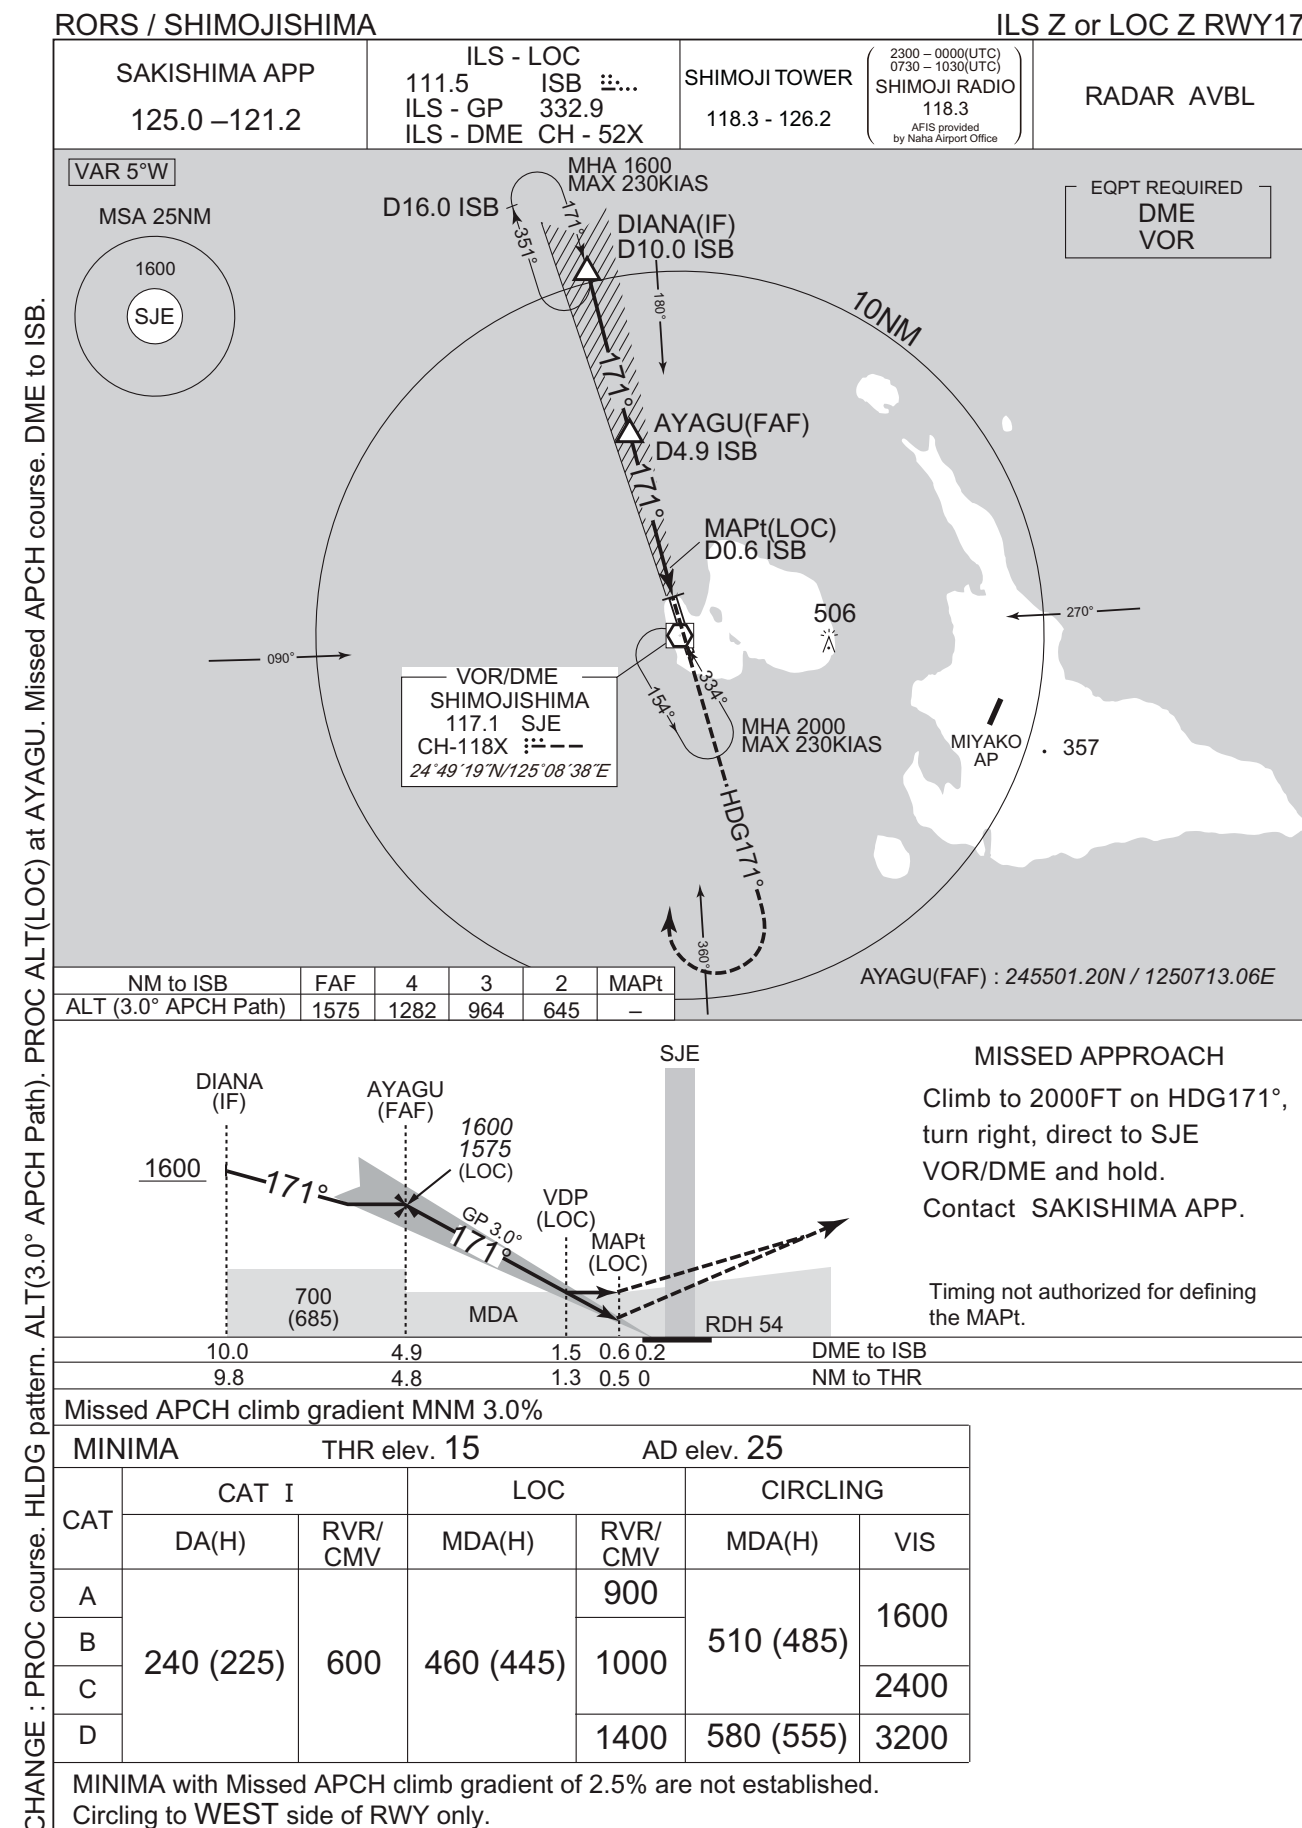 RORS / SHIMOJISHIMA
ILS Z or LOC Z RWY17
SAKISHIMA APP
125.0 –121.2
ILS - LOC
111.5 ISB
ILS - GP 332.9
ILS - DME CH - 52X
SHIMOJI TOWER
118.3 - 126.2
2300 – 0000(UTC)
0730 – 1030(UTC)
SHIMOJI RADIO
118.3
AFIS provided
by Naha Airport Office
RADAR AVBL
VAR 5°W
MSA 25NM
1600
SJE
MHA 1600
MAX 230KIAS
D16.0 ISB
171°
351°
DIANA(IF)
D10.0 ISB
180°
EQPT REQUIRED
DME
VOR
10NM
171°
AYAGU(FAF)
D4.9 ISB
171°
MAPt(LOC)
D0.6 ISB
506
270°
090°
VOR/DME
SHIMOJISHIMA
117.1 SJE
CH-118X
24°49´19˝N/125°08´38˝E
154°
334°
MHA 2000
MAX 230KIAS
MIYAKO
AP
357
HDG171°
360°
AYAGU(FAF) : 245501.20N / 1250713.06E
NM to ISB FAF 4 3 2 MAPt
ALT (3.0° APCH Path) 1575 1282 964 645 –
SJE
DIANA
(IF)
AYAGU
(FAF)
1600
1575
(LOC)
1600
171°
VDP
(LOC)
GP 3.0°
171°
MAPt
(LOC)
700
(685)
MDA
RDH 54
10.0 4.9 1.5 0.6 0.2 DME to ISB
9.8 4.8 1.3 0.5 0 NM to THR
MISSED APPROACH
Climb to 2000FT on HDG171°,
turn right, direct to SJE
VOR/DME and hold.
Contact SAKISHIMA APP.
Timing not authorized for defining
the MAPt.
Missed APCH climb gradient MNM 3.0%
MINIMA THR elev. 15 AD elev. 25
CAT
CAT I LOC CIRCLING
DA(H) RVR/CMV MDA(H) RVR/CMV MDA(H) VIS
A
B
C
D
240 (225)
600
460 (445)
900
1000
1400
510 (485)
580 (555)
1600
2400
3200
MINIMA with Missed APCH climb gradient of 2.5% are not established.
Circling to WEST side of RWY only.
CHANGE : PROC course. HLDG pattern. ALT(3.0° APCH Path). PROC ALT(LOC) at AYAGU. Missed APCH course. DME to ISB.